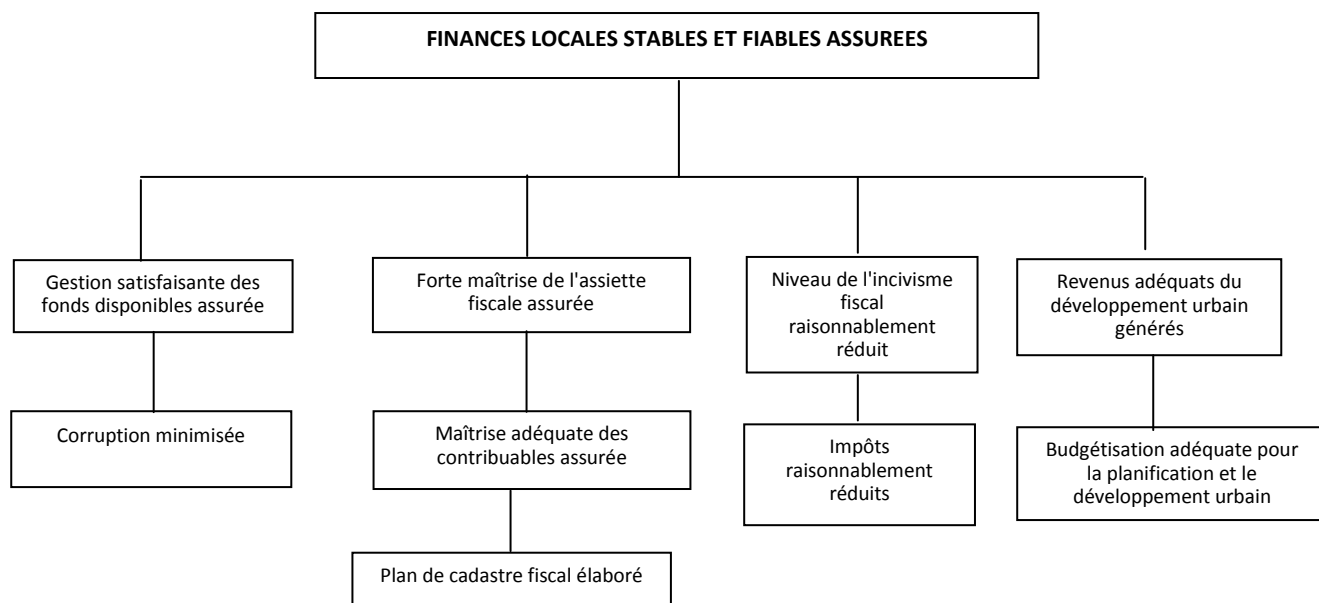 FINANCES LOCALES STABLES ET FIABLES ASSUREES
Gestion satisfaisante des
fonds disponibles assurée
Forte maîtrise de l'assiette
fiscale assurée
Niveau de l'incivisme
fiscal
raisonnablement
réduit
Revenus adéquats du
développement urbain
générés
Corruption minimisée
Maîtrise adéquate des
contribuables assurée
Impôts
raisonnablement
réduits
Budgétisation adéquate pour
la planification et le
développement urbain
Plan de cadastre fiscal élaboré